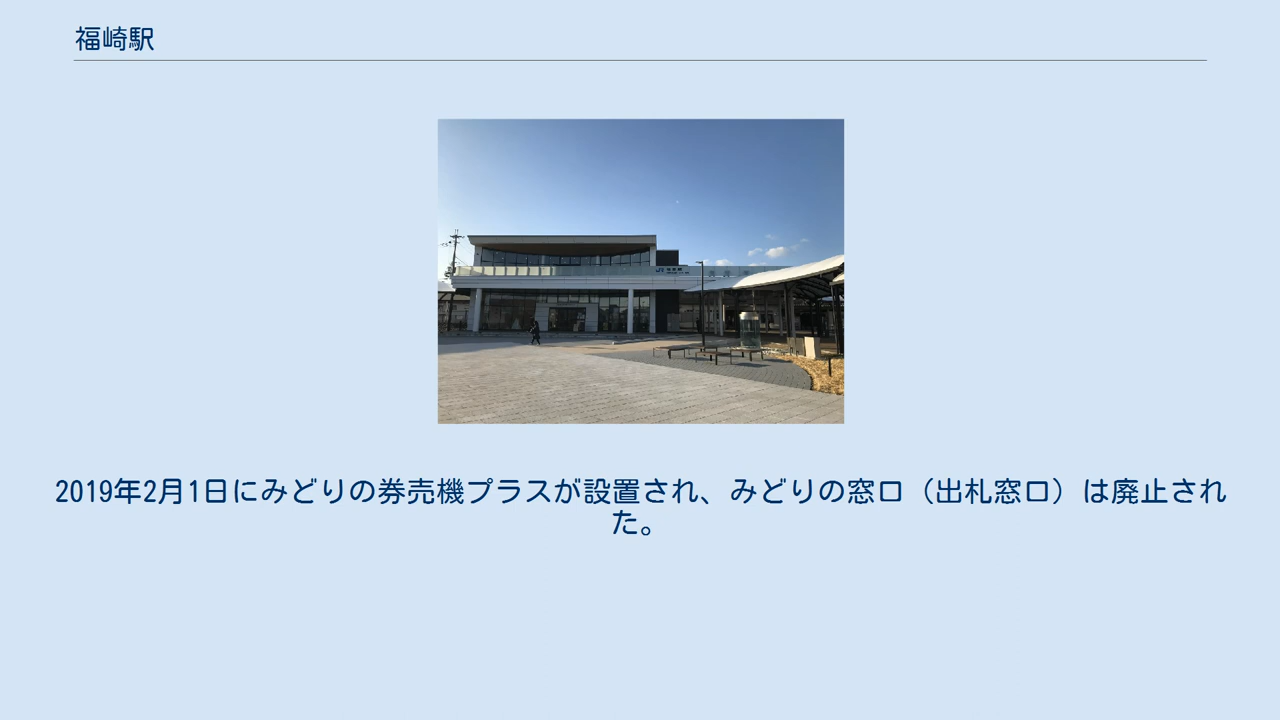 福崎駅
2019年2月1日にみどりの券売機プラスが設置され、みどりの窓口（出札窓口）は廃止され
た。